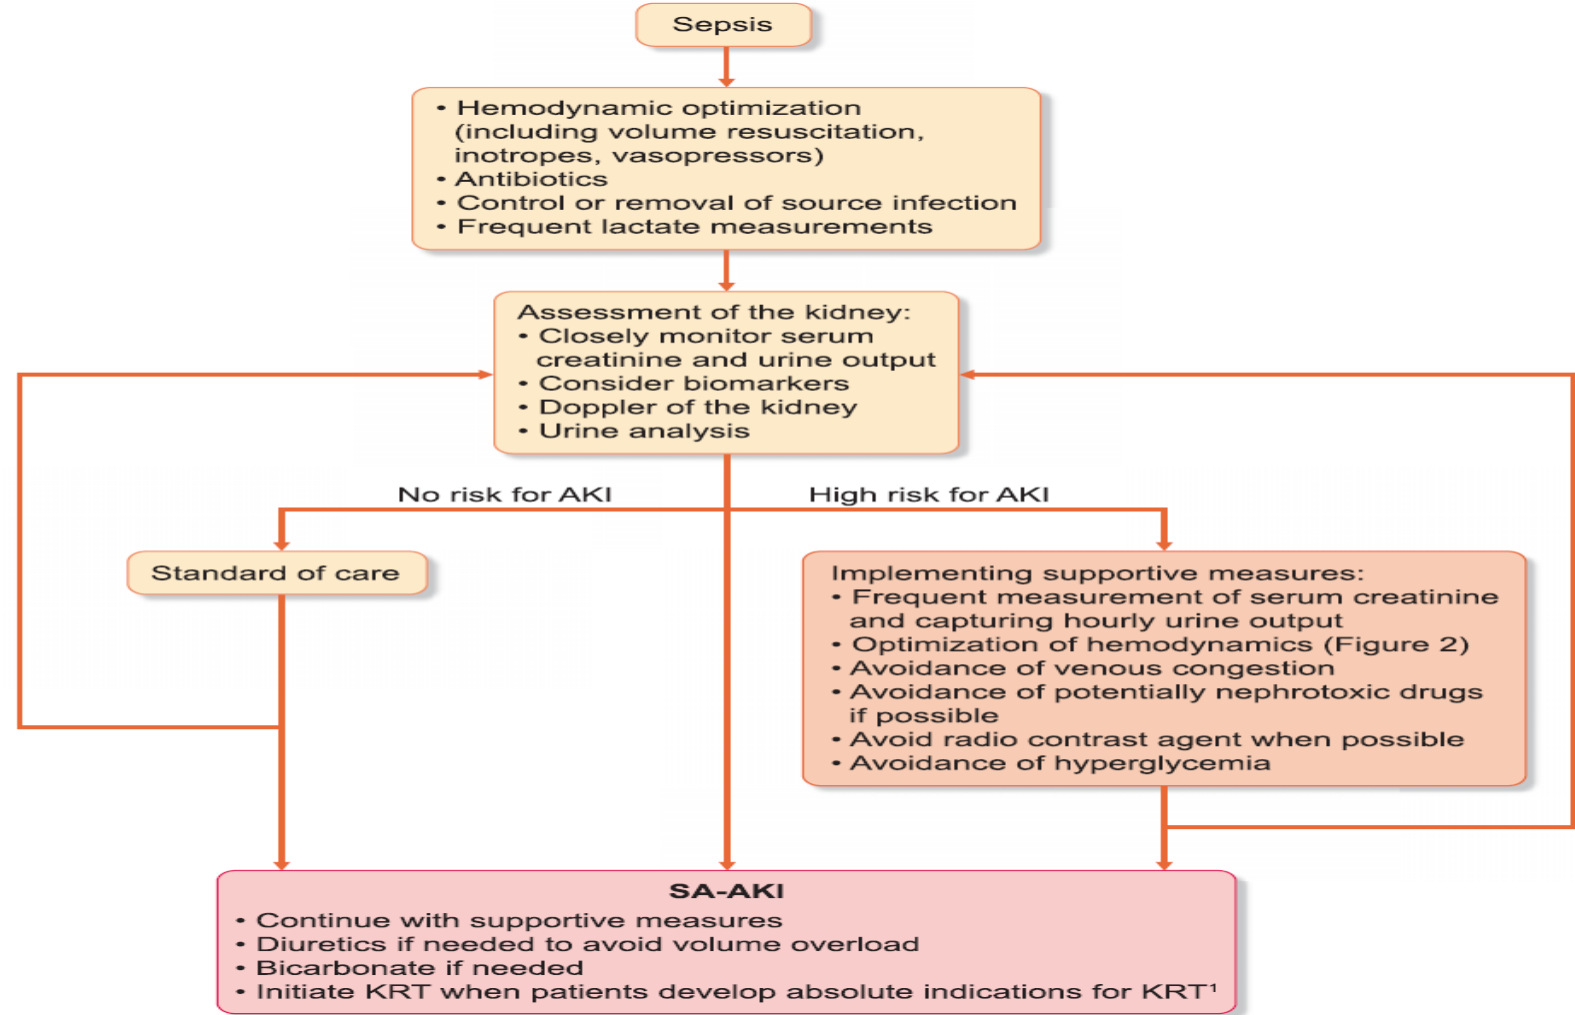 Sepsis
• Hemodynamic optimization
(including volume resuscitation,
inotropes, vasopressors)
• Antibiotics
• Control or removal of source infection
• Frequent lactate measurements
Assessment of the kidney:
• Closely monitor serum
creatinine and urine output
• Consider biomarkers
• Doppler of the kidney
• Urine analysis
No risk for AKI
High risk for AKI
Standard of care
Implementing supportive measures:
• Frequent measurement of serum creatinine
and capturing hourly urine output
• Optimization of hemodynamics (Figure 2)
• Avoidance of venous congestion
• Avoidance of potentially nephrotoxic drugs
if possible
• Avoid radio contrast agent when possible
• Avoidance of hyperglycemia
SA-AKI
• Continue with supportive measures
• Diuretics if needed to avoid volume overload
• Bicarbonate if needed
• Initiate KRT when patients develop absolute indications for KRT¹